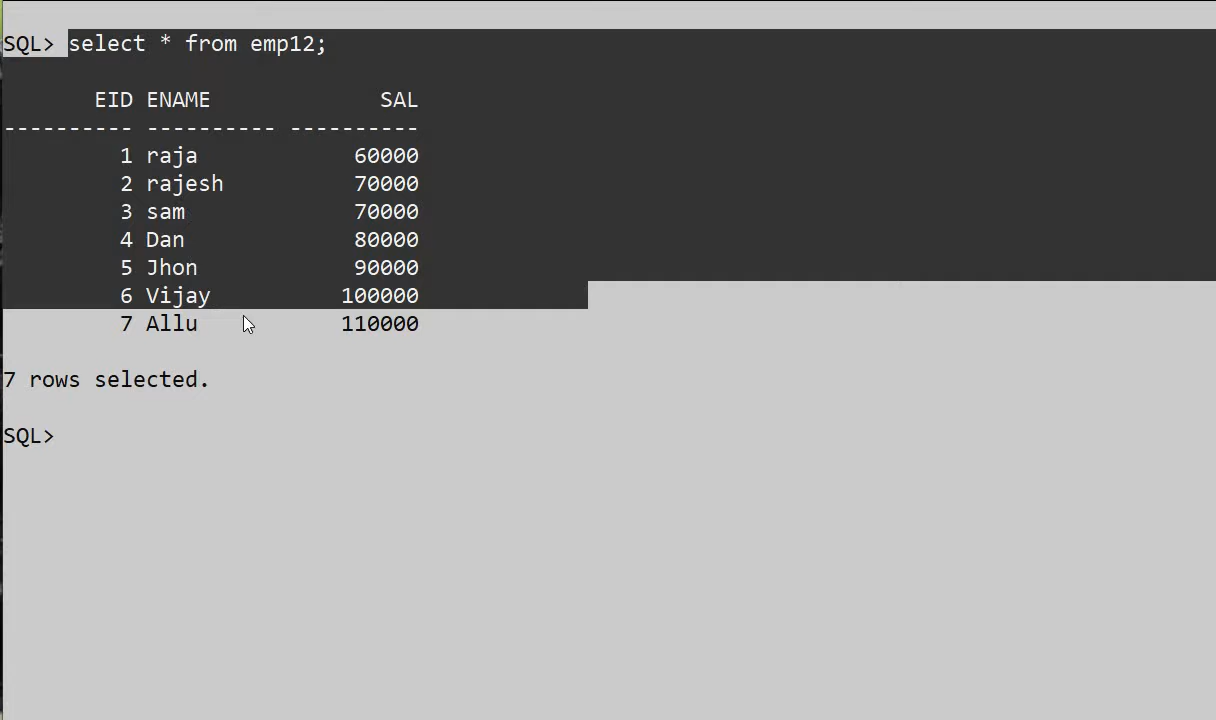 SQL> select * from emp12;
EID ENAME SAL
---------- ---------- ----------
1 raja 60000
2 rajesh 70000
3 sam 70000
4 Dan 80000
5 Jhon 90000
6 Vijay 100000
7 Allu 110000
7 rows selected.
SQL>